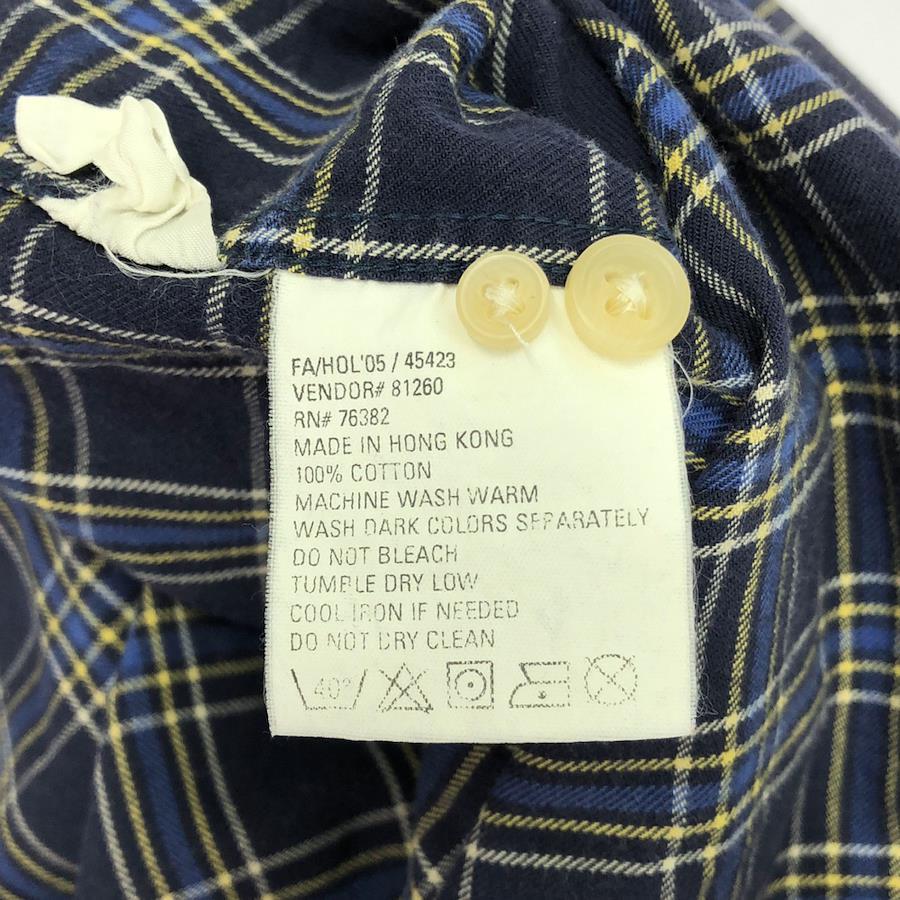 FA/HOL'05 / 45423
VENDOR# 81260
RN# 76382
MADE IN HONG KONG
100% COTTON
MACHINE WASH WARM
WASH DARK COLORS SEPARATELY
DO NOT BLEACH
TUMBLE DRY LOW
COOL IRON IF NEEDED
DO NOT DRY CLEAN
40°